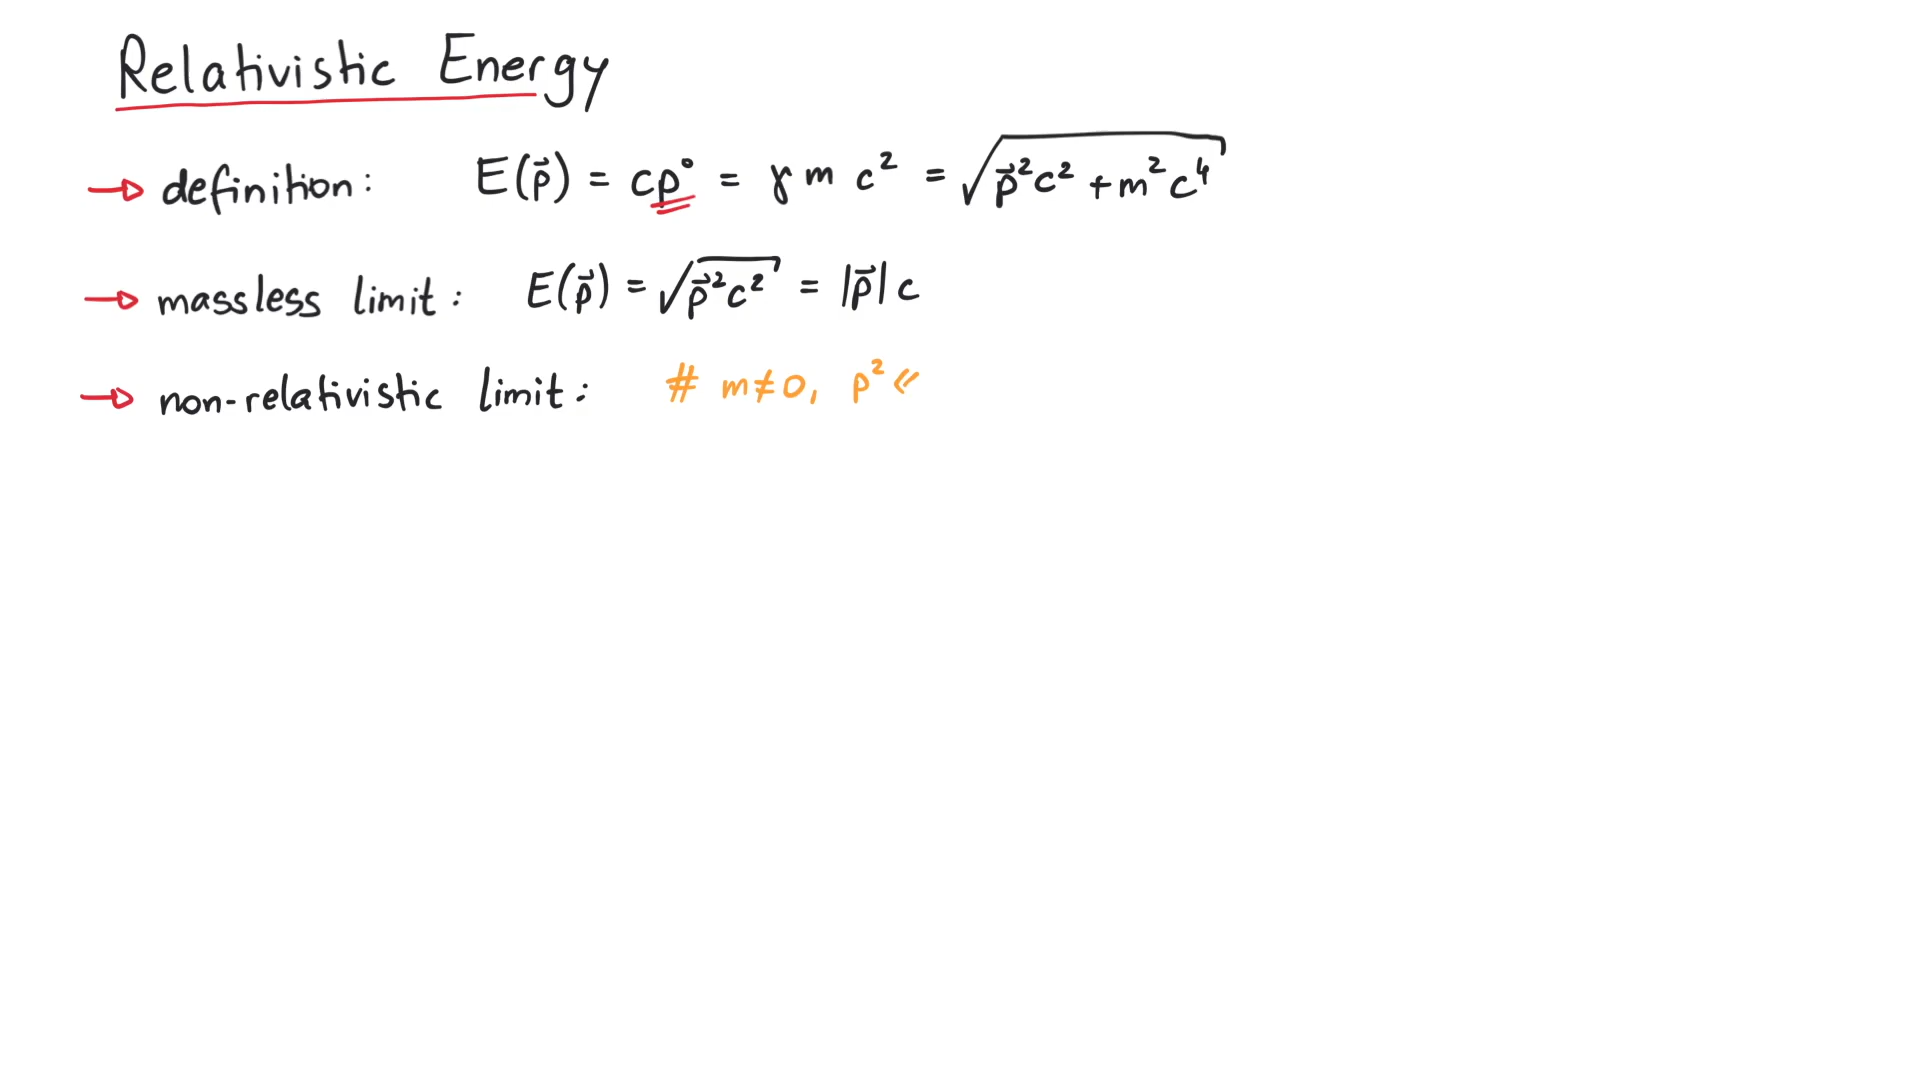 Relativistic Energy
→ definition: E(p⃗) = cp⁰ = γ m c² = √(p⃗²c² + m²c⁴)
→ massless limit: E(p⃗) = √(p⃗²c²) = |p⃗| c
→ non-relativistic limit: # m≠0, p² ≪